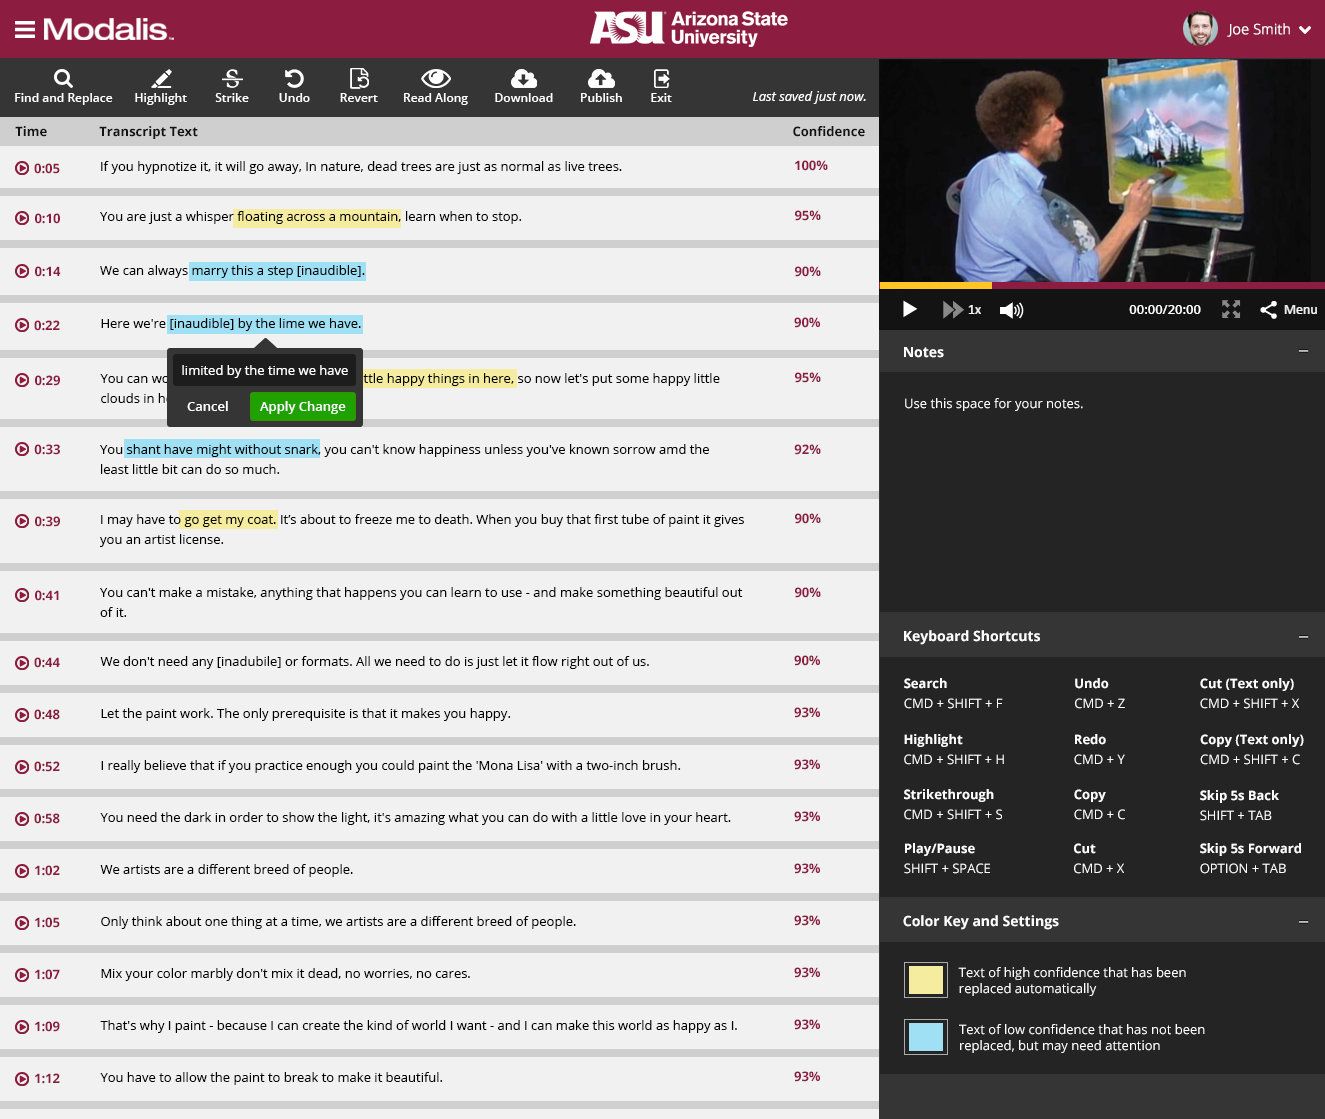 Modalis™
ASU Arizona State University
Joe Smith
Find and Replace
Highlight
Strike
Undo
Revert
Read Along
Download
Publish
Exit
Last saved just now.
Time Transcript Text Confidence
0:05 If you hypnotize it, it will go away, In nature, dead trees are just as normal as live trees. 100%
0:10 You are just a whisper floating across a mountain, learn when to stop. 95%
0:14 We can always marry this a step [inaudible]. 90%
0:22 Here we're [inaudible] by the lime we have. 90%
limited by the time we have
Cancel Apply Change
0:29 You can wo ttle happy things in here, so now let's put some happy little 95%
clouds in h
0:33 You shant have might without snark, you can't know happiness unless you've known sorrow amd the 92%
least little bit can do so much.
0:39 I may have to go get my coat. It's about to freeze me to death. When you buy that first tube of paint it gives 90%
you an artist license.
0:41 You can't make a mistake, anything that happens you can learn to use - and make something beautiful out 90%
of it.
0:44 We don't need any [inadubile] or formats. All we need to do is just let it flow right out of us. 90%
0:48 Let the paint work. The only prerequisite is that it makes you happy. 93%
0:52 I really believe that if you practice enough you could paint the 'Mona Lisa' with a two-inch brush. 93%
0:58 You need the dark in order to show the light, it's amazing what you can do with a little love in your heart. 93%
1:02 We artists are a different breed of people. 93%
1:05 Only think about one thing at a time, we artists are a different breed of people. 93%
1:07 Mix your color marbly don't mix it dead, no worries, no cares. 93%
1:09 That's why I paint - because I can create the kind of world I want - and I can make this world as happy as I. 93%
1:12 You have to allow the paint to break to make it beautiful. 93%
1x
00:00/20:00
Menu
Notes
Use this space for your notes.
Keyboard Shortcuts
Search Undo Cut (Text only)
CMD + SHIFT + F CMD + Z CMD + SHIFT + X
Highlight Redo Copy (Text only)
CMD + SHIFT + H CMD + Y CMD + SHIFT + C
Strikethrough Copy Skip 5s Back
CMD + SHIFT + S CMD + C SHIFT + TAB
Play/Pause Cut Skip 5s Forward
SHIFT + SPACE CMD + X OPTION + TAB
Color Key and Settings
Text of high confidence that has been
replaced automatically
Text of low confidence that has not been
replaced, but may need attention